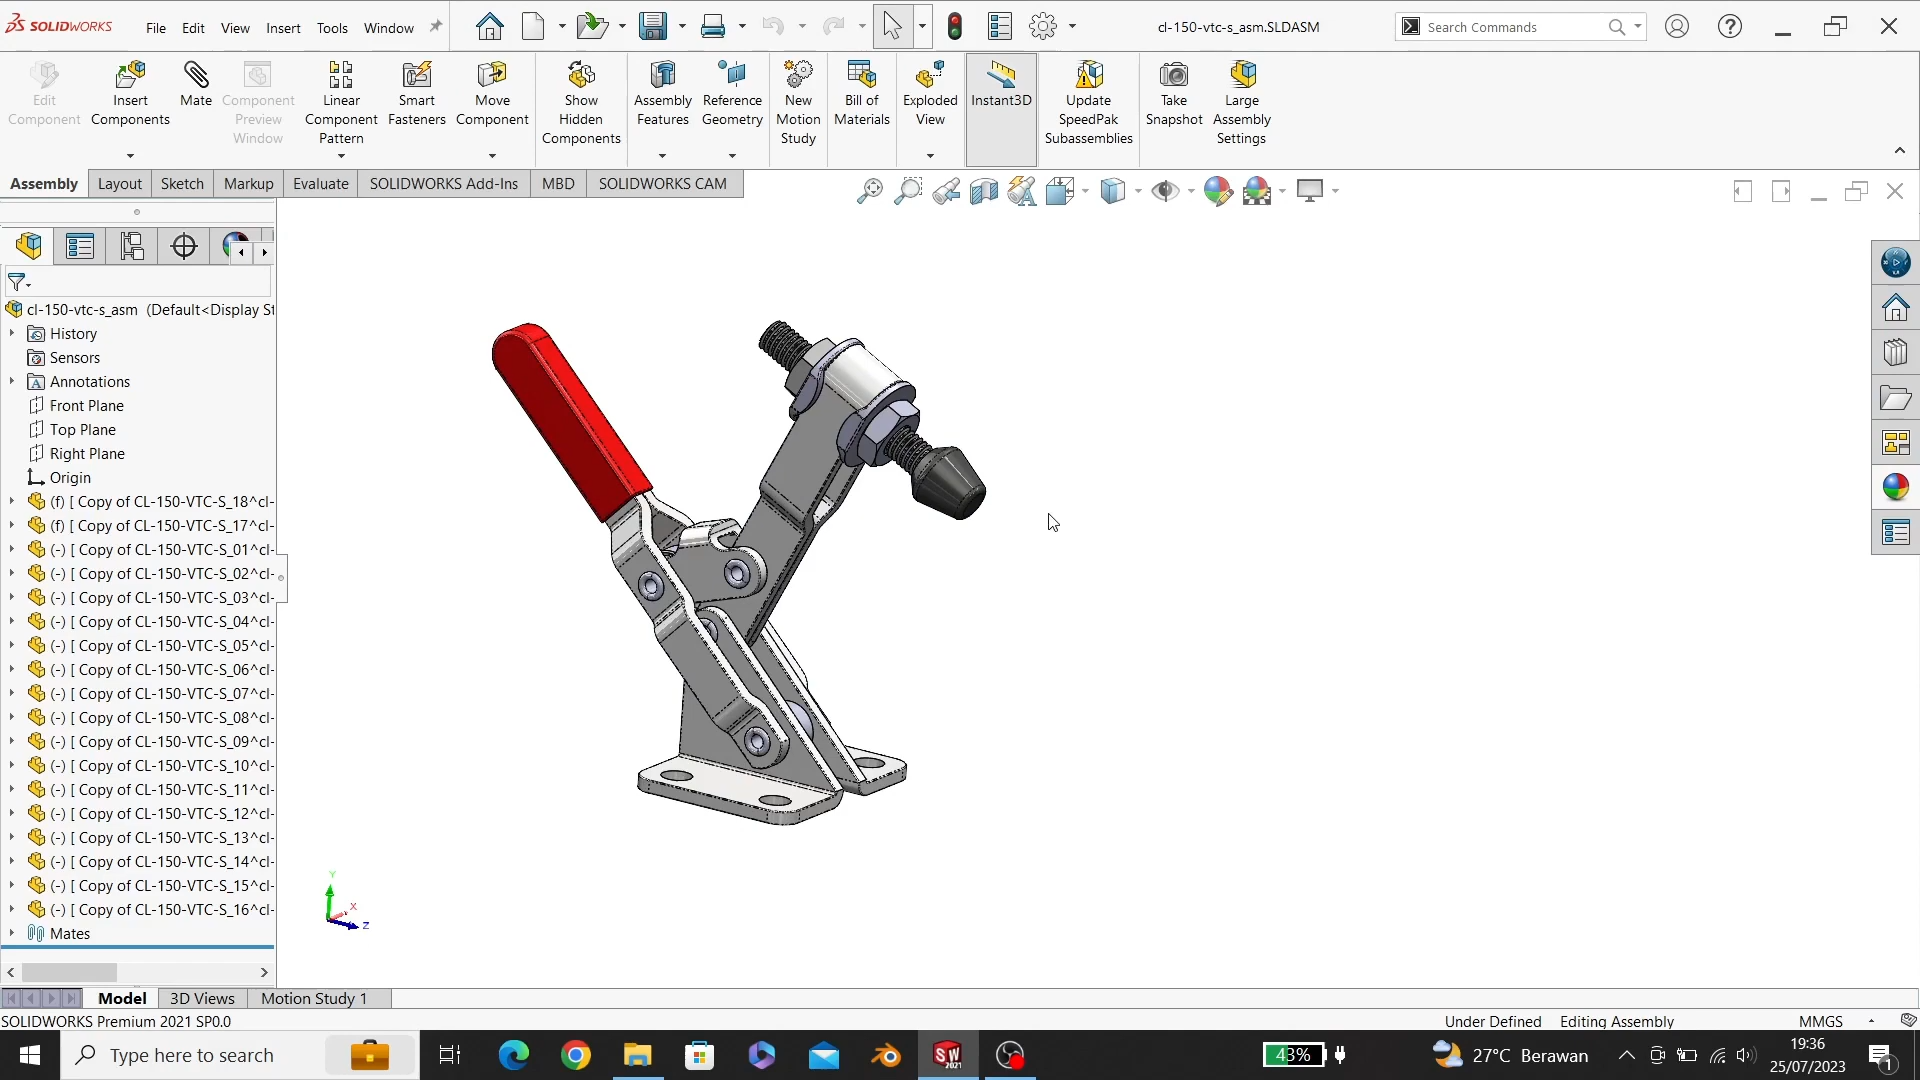 SOLIDWORKS
File Edit View Insert Tools Window
cl-150-vtc-s_asm.SLDASM
Search Commands
Edit Component
Insert Components
Mate
Component Preview Window
Linear Component Pattern
Smart Fasteners
Move Component
Show Hidden Components
Assembly Features
Reference Geometry
New Motion Study
Bill of Materials
Exploded View
Instant3D
Update SpeedPak Subassemblies
Take Snapshot
Large Assembly Settings
Assembly Layout Sketch Markup Evaluate SOLIDWORKS Add-Ins MBD SOLIDWORKS CAM
cl-150-vtc-s_asm (Default<Display St
History
Sensors
Annotations
Front Plane
Top Plane
Right Plane
Origin
(f) [ Copy of CL-150-VTC-S_18^cl-
(f) [ Copy of CL-150-VTC-S_17^cl-
(-) [ Copy of CL-150-VTC-S_01^cl-
(-) [ Copy of CL-150-VTC-S_02^cl-
(-) [ Copy of CL-150-VTC-S_03^cl-
(-) [ Copy of CL-150-VTC-S_04^cl-
(-) [ Copy of CL-150-VTC-S_05^cl-
(-) [ Copy of CL-150-VTC-S_06^cl-
(-) [ Copy of CL-150-VTC-S_07^cl-
(-) [ Copy of CL-150-VTC-S_08^cl-
(-) [ Copy of CL-150-VTC-S_09^cl-
(-) [ Copy of CL-150-VTC-S_10^cl-
(-) [ Copy of CL-150-VTC-S_11^cl-
(-) [ Copy of CL-150-VTC-S_12^cl-
(-) [ Copy of CL-150-VTC-S_13^cl-
(-) [ Copy of CL-150-VTC-S_14^cl-
(-) [ Copy of CL-150-VTC-S_15^cl-
(-) [ Copy of CL-150-VTC-S_16^cl-
Mates
Y
X
Z
Model 3D Views Motion Study 1
SOLIDWORKS Premium 2021 SP0.0
Under Defined Editing Assembly MMGS
Type here to search
SW 2021
43%
27°C Berawan
19:36
25/07/2023
1